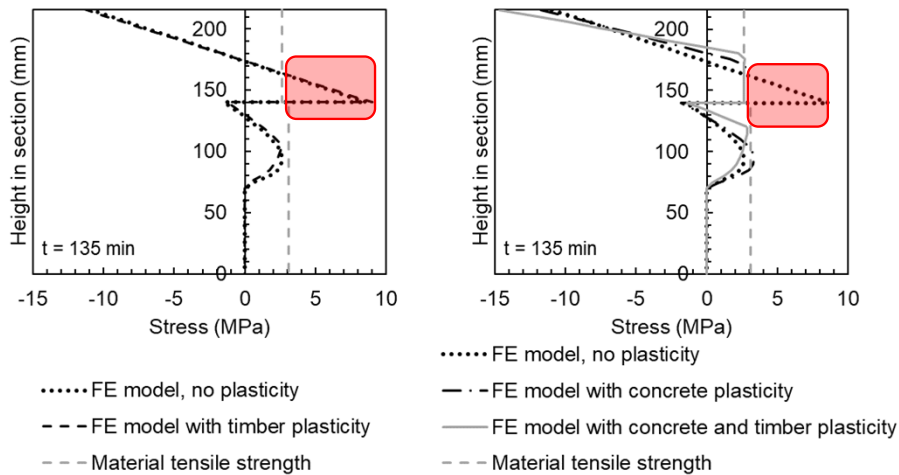 Height in section (mm)
200
150
100
50
0
t = 135 min
-15 -10 -5 0 5 10
Stress (MPa)
FE model, no plasticity
FE model with timber plasticity
Material tensile strength
Height in section (mm)
200
150
100
50
0
t = 135 min
-15 -10 -5 0 5 10
Stress (MPa)
FE model, no plasticity
FE model with concrete plasticity
FE model with concrete and timber plasticity
Material tensile strength